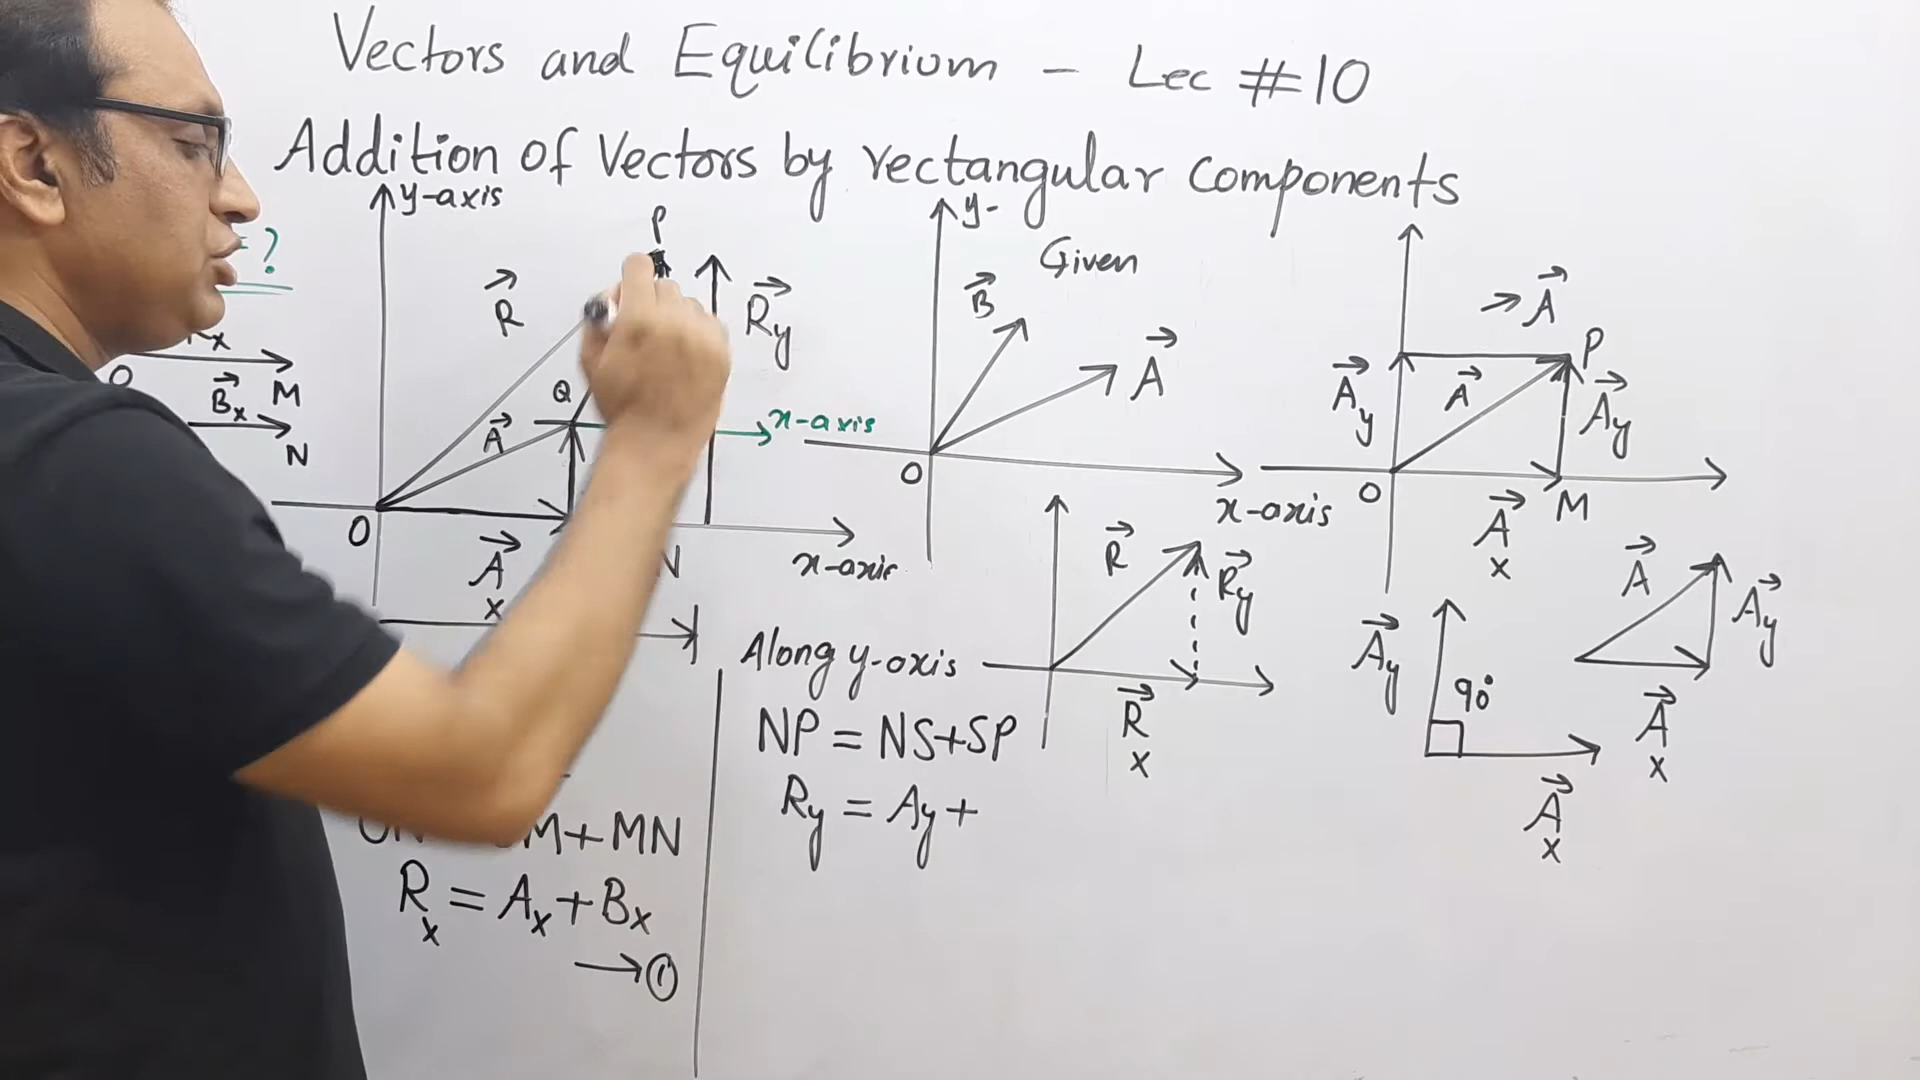 Vectors and Equilibrium - Lec #10
Addition of Vectors by rectangular components
= ?
O
M
Bx
N
y-axis
P
R
Ry
Q
A
x-axis
O
Ax
N
x-axis
y-
Given
B
A
O
x-axis
A
P
Ay
A
Ay
O
Ax
M
R
Ry
Rx
A
Ay
Ax
Ay
90°
Ax
M+MN
Rx = Ax+Bx
→①
Along y-axis
NP = NS+SP
Ry = Ay+